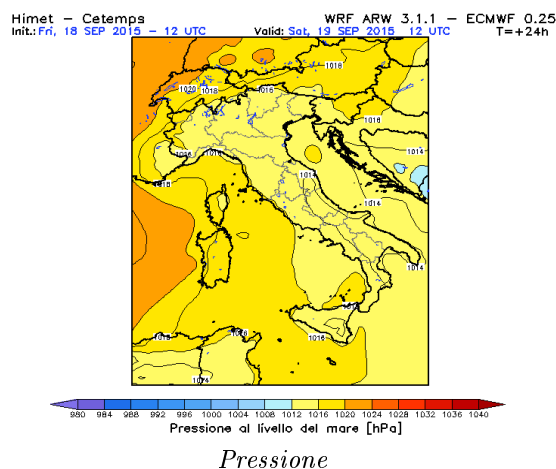 Himet – Cetemps WRF ARW 3.1.1 – ECMWF 0.25
Init.: Fri, 18 SEP 2015 – 12 UTC Valid: Sat, 19 SEP 2015 12 UTC T=+24h
1018
1020 1018 1016
1018
1014
1016 1016
1014
1018
1014
1014
1016
1018 1016
1016
1014
980 984 988 992 996 1000 1004 1008 1012 1016 1020 1024 1028 1032 1036 1040
Pressione al livello del mare [hPa]
Pressione